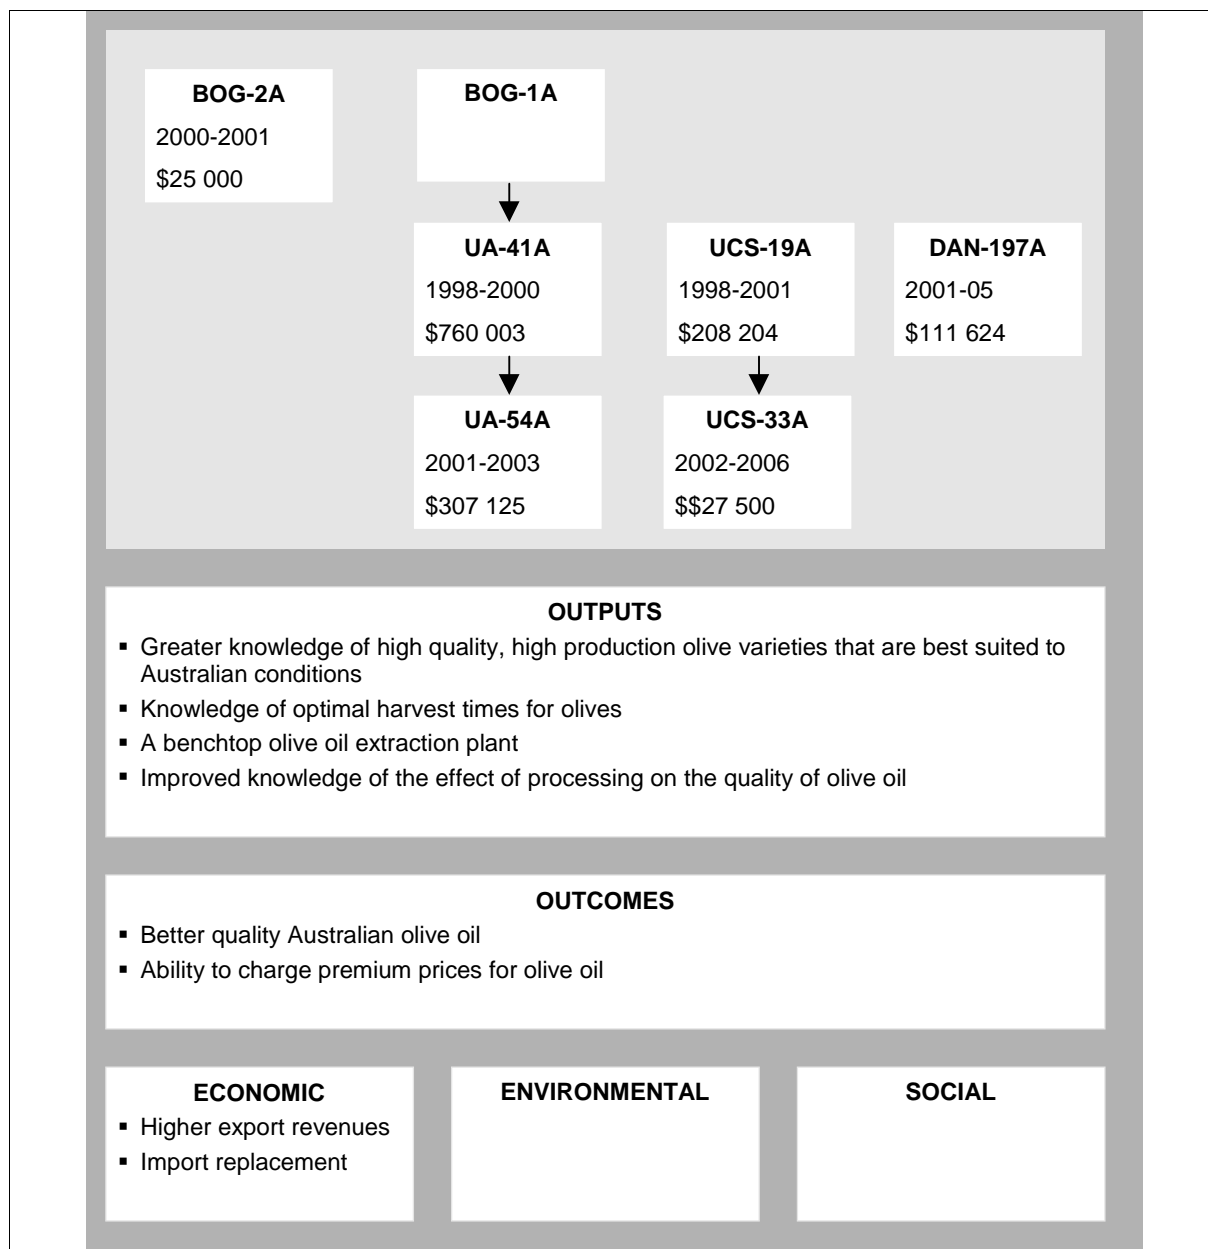 BOG-2A
2000-2001
$25 000
BOG-1A
UA-41A
1998-2000
$760 003
UCS-19A
1998-2001
$208 204
DAN-197A
2001-05
$111 624
UA-54A
2001-2003
$307 125
UCS-33A
2002-2006
$$27 500
OUTPUTS
▪ Greater knowledge of high quality, high production olive varieties that are best suited to
Australian conditions
▪ Knowledge of optimal harvest times for olives
▪ A benchtop olive oil extraction plant
▪ Improved knowledge of the effect of processing on the quality of olive oil
OUTCOMES
▪ Better quality Australian olive oil
▪ Ability to charge premium prices for olive oil
ECONOMIC
▪ Higher export revenues
▪ Import replacement
ENVIRONMENTAL
SOCIAL